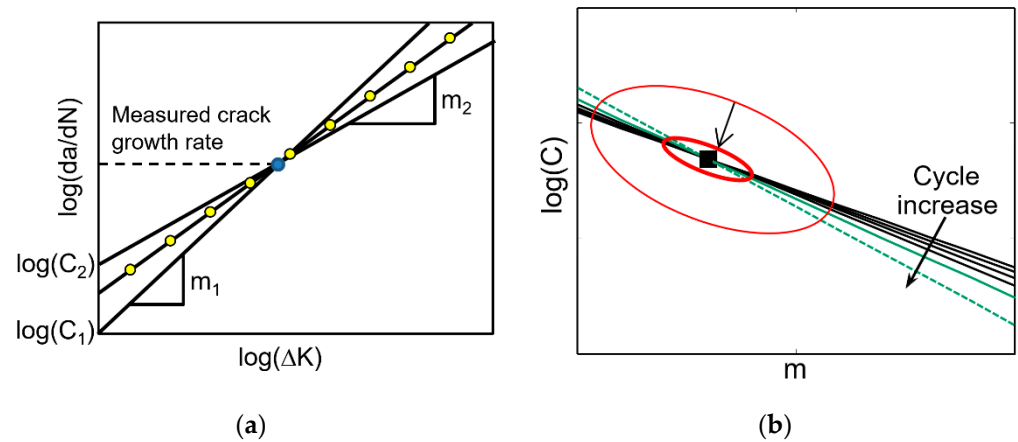 Measured crack
growth rate
m2
m1
log(da/dN)
log(C2)
log(C1)
log(ΔK)
(a)
log(C)
Cycle
increase
m
(b)